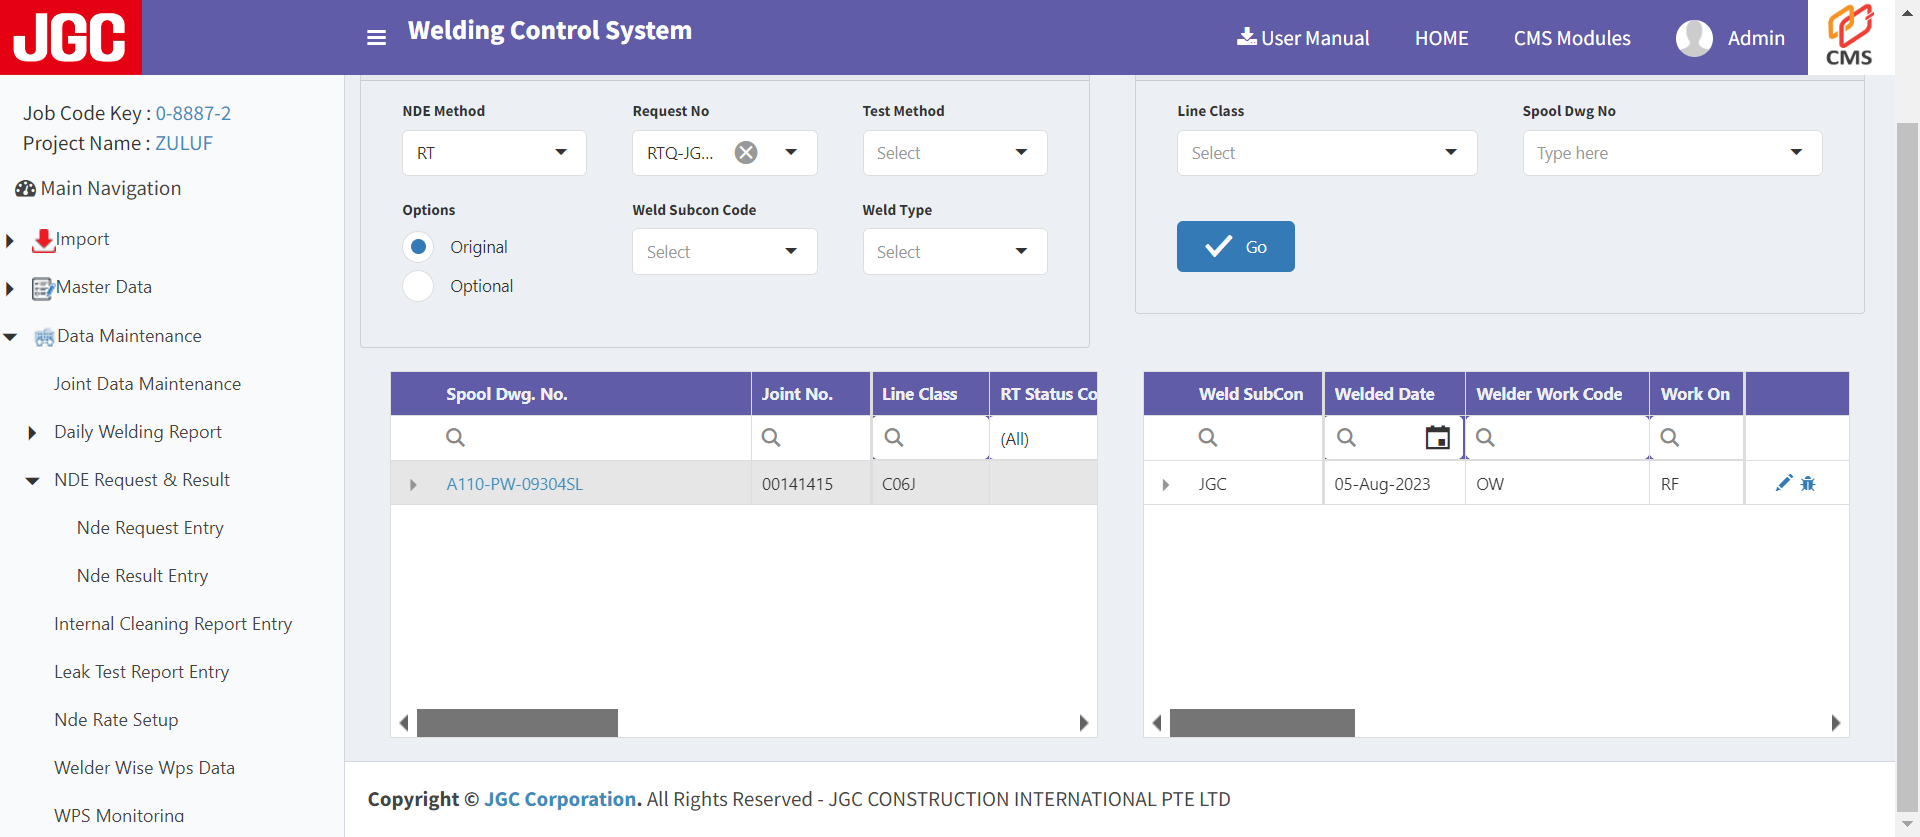 JGC
Welding Control System
User Manual
HOME
CMS Modules
Admin
CMS
Job Code Key : 0-8887-2
Project Name : ZULUF
Main Navigation
Import
Master Data
Data Maintenance
Joint Data Maintenance
Daily Welding Report
NDE Request & Result
Nde Request Entry
Nde Result Entry
Internal Cleaning Report Entry
Leak Test Report Entry
Nde Rate Setup
Welder Wise Wps Data
WPS Monitoring
NDE Method
Request No
Test Method
RT
RTQ-JG...
Select
Options
Weld Subcon Code
Weld Type
Original
Select
Select
Optional
Line Class
Spool Dwg No
Select
Type here
Go
Spool Dwg. No.
Joint No.
Line Class
RT Status Co
(All)
A110-PW-09304SL
00141415
C06J
Weld SubCon
Welded Date
Welder Work Code
Work On
JGC
05-Aug-2023
OW
RF
Copyright © JGC Corporation. All Rights Reserved - JGC CONSTRUCTION INTERNATIONAL PTE LTD